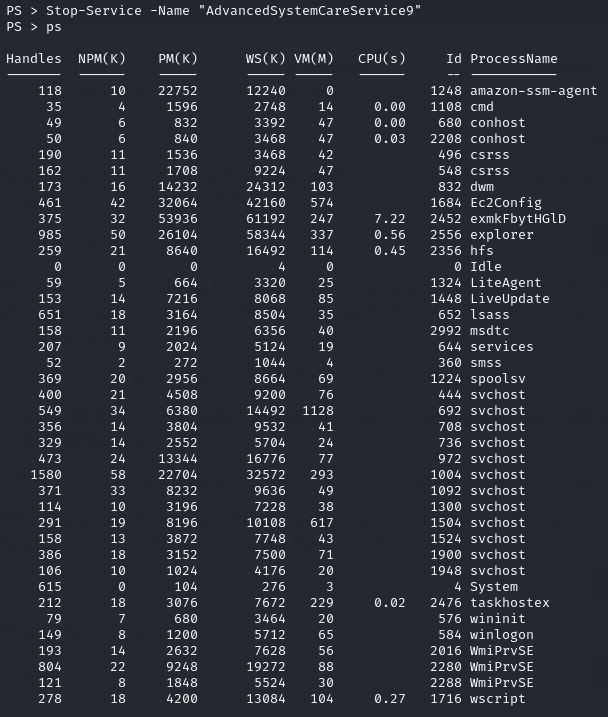 PS > Stop-Service -Name "AdvancedSystemCareService9"
PS > ps
Handles NPM(K) PM(K) WS(K) VM(M) CPU(s) Id ProcessName
118 10 22752 12240 0 1248 amazon-ssm-agent
35 4 1596 2748 14 0.00 1108 cmd
49 6 832 3392 47 0.00 680 conhost
50 6 840 3468 47 0.03 2208 conhost
190 11 1536 3468 42 496 csrss
162 11 1708 9224 47 548 csrss
173 16 14232 24312 103 832 dwm
461 42 32064 42160 574 1684 Ec2Config
375 32 53936 61192 247 7.22 2452 exmkFbytHGlD
985 50 26104 58344 337 0.56 2556 explorer
259 21 8640 16492 114 0.45 2356 hfs
0 0 0 4 0 0 Idle
59 5 664 3320 25 1324 LiteAgent
153 14 7216 8068 85 1448 LiveUpdate
651 18 3164 8504 35 652 lsass
158 11 2196 6356 40 2992 msdtc
207 9 2024 5124 19 644 services
52 2 272 1044 4 360 smss
369 20 2956 8664 69 1224 spoolsv
400 21 4508 9200 76 444 svchost
549 34 6380 14492 1128 692 svchost
356 14 3804 9532 41 708 svchost
329 14 2552 5704 24 736 svchost
473 24 13344 16776 77 972 svchost
1580 58 22704 32572 293 1004 svchost
371 33 8232 9636 49 1092 svchost
114 10 3196 7228 38 1300 svchost
291 19 8196 10108 617 1504 svchost
158 13 3872 7748 43 1524 svchost
386 18 3152 7500 71 1900 svchost
106 10 1024 4176 20 1948 svchost
615 0 104 276 3 4 System
212 18 3076 7672 229 0.02 2476 taskhostex
79 7 680 3464 20 576 wininit
149 8 1200 5712 65 584 winlogon
193 14 2632 7628 56 2016 WmiPrvSE
804 22 9248 19272 88 2280 WmiPrvSE
121 8 1848 5524 30 2288 WmiPrvSE
278 18 4200 13084 104 0.27 1716 wscript